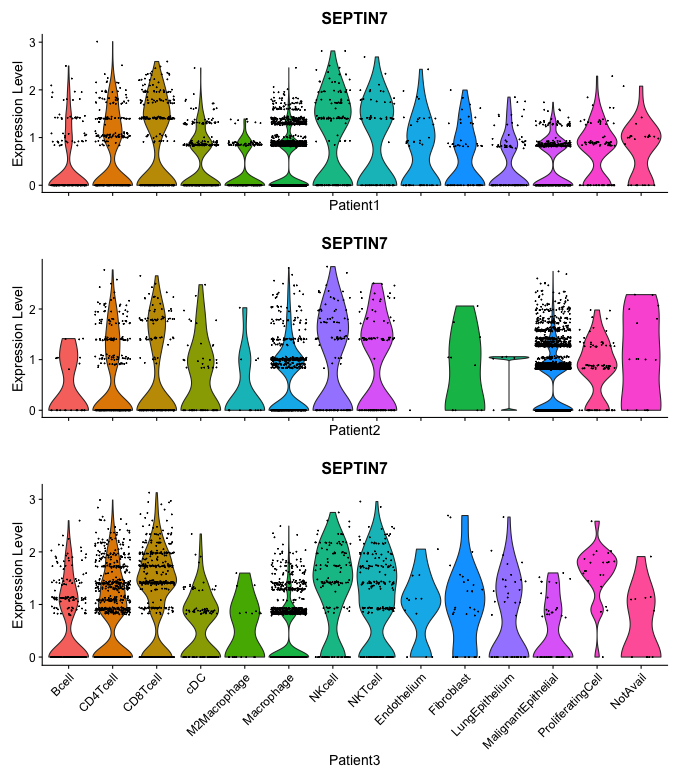 SEPTIN7
Expression Level
3
2
1
0
Patient1
SEPTIN7
Expression Level
2
1
0
Patient2
SEPTIN7
Expression Level
3
2
1
0
Bcell
CD4Tcell
CD8Tcell
cDC
M2Macrophage
Macrophage
NKcell
NKTcell
Endothelium
Fibroblast
LungEpithelium
MalignantEpithelial
ProliferatingCell
NotAvail
Patient3